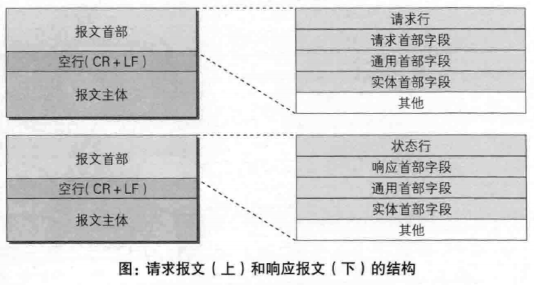 报文首部
空行(CR+LF)
报文主体
请求行
请求首部字段
通用首部字段
实体首部字段
其他
报文首部
空行(CR+LF)
报文主体
状态行
响应首部字段
通用首部字段
实体首部字段
其他
图:请求报文(上)和响应报文(下)的结构